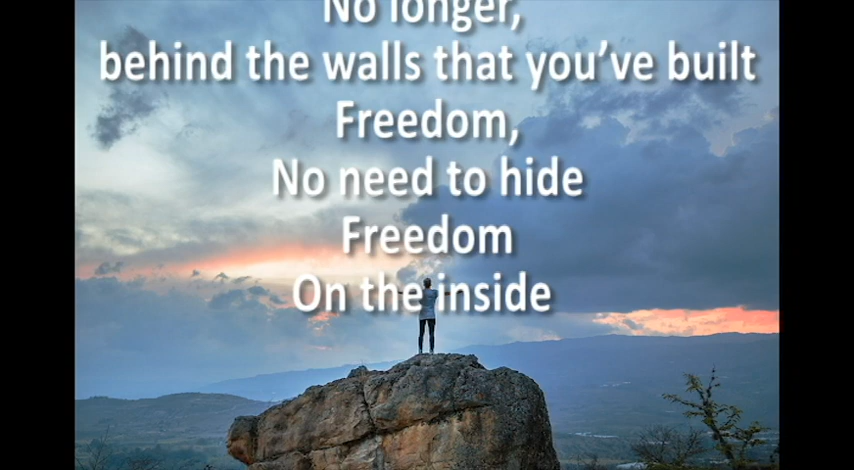 No longer,
behind the walls that you've built
Freedom,
No need to hide
Freedom
On the inside